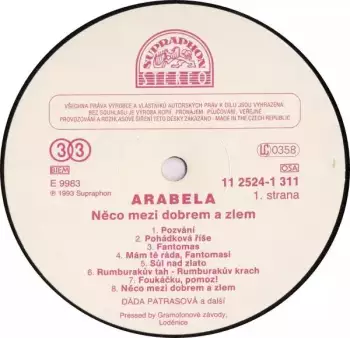 SUPRAPHON
STEREO
VŠECHNA PRÁVA VÝROBCE A VLASTNÍKŮ AUTORSKÝCH PRÁV K DÍLU JSOU VYHRAZENA.
BEZ SOUHLASU JE VÝROBA KOPIÍ, PRONÁJEM, PŮJČOVÁNÍ, VEŘEJNÉ
PROVOZOVÁNÍ A ROZHLASOVÉ ŠÍŘENÍ TÉTO DESKY ZAKÁZÁNO - MADE IN THE CZECH REPUBLIC
33
BIEM
E 9983
℗ 1993 Supraphon
LC 0358
OSA
11 2524-1 311
1. strana
ARABELA
Něco mezi dobrem a zlem
1. Pozvání
2. Pohádková říše
3. Fantomas
4. Mám tě ráda, Fantomasi
5. Sůl nad zlato
6. Rumburakův tah - Rumburakův krach
7. Foukáčku, pomoz!
8. Něco mezi dobrem a zlem
DÁDA PATRASOVÁ a další
Pressed by Gramofonové závody,
Loděnice